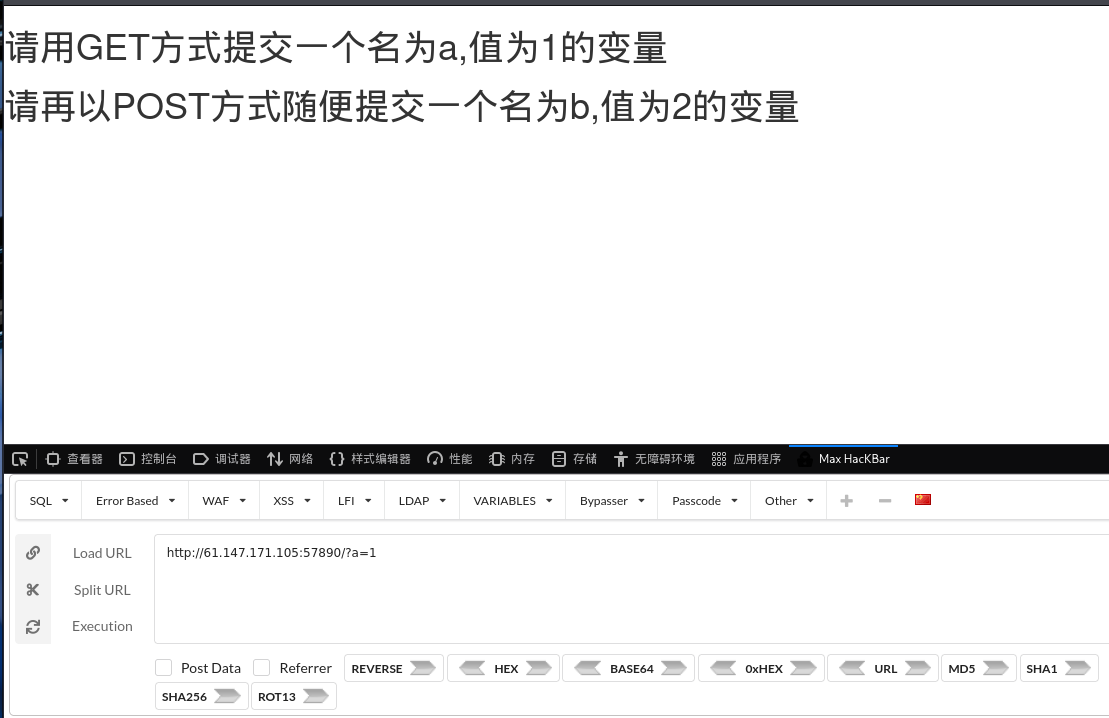 请用GET方式提交一个名为a,值为1的变量
请再以POST方式随便提交一个名为b,值为2的变量
查看器 控制台 调试器 网络 样式编辑器 性能 内存 存储 无障碍环境 应用程序 Max HacKBar
SQL Error Based WAF XSS LFI LDAP VARIABLES Bypasser Passcode Other
Load URL http://61.147.171.105:57890/?a=1
Split URL
Execution
Post Data Referrer REVERSE HEX BASE64 0xHEX URL MD5 SHA1
SHA256 ROT13